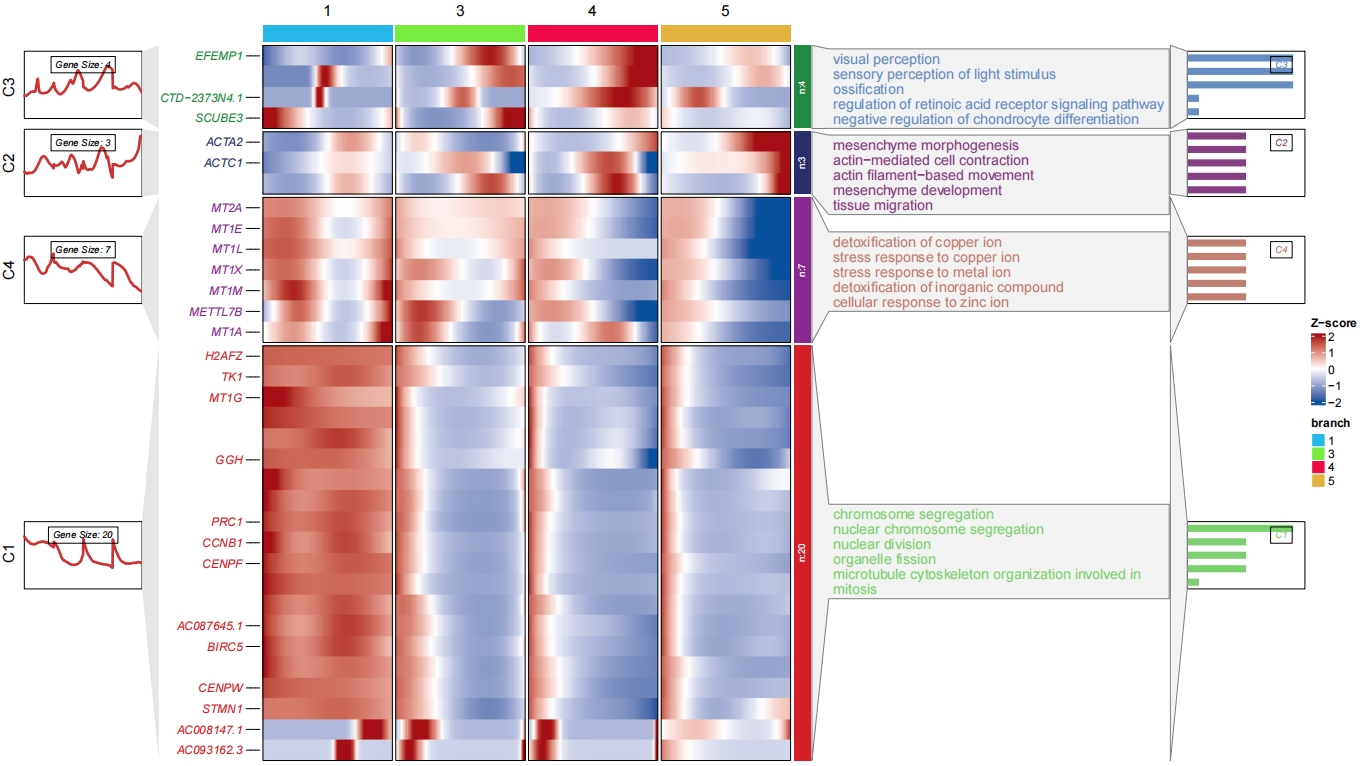 1 3 4 5
C3
Gene Size: 4
EFEMP1
CTD−2373N4.1
SCUBE3
n:4
visual perception
sensory perception of light stimulus
ossification
regulation of retinoic acid receptor signaling pathway
negative regulation of chondrocyte differentiation
C3
C2
Gene Size: 3
ACTA2
ACTC1
n:3
mesenchyme morphogenesis
actin−mediated cell contraction
actin filament−based movement
mesenchyme development
tissue migration
C2
C4
Gene Size: 7
MT2A
MT1E
MT1L
MT1X
MT1M
METTL7B
MT1A
n:7
detoxification of copper ion
stress response to copper ion
stress response to metal ion
detoxification of inorganic compound
cellular response to zinc ion
C4
C1
Gene Size: 20
H2AFZ
TK1
MT1G
GGH
PRC1
CCNB1
CENPF
AC087645.1
BIRC5
CENPW
STMN1
AC008147.1
AC093162.3
n:20
chromosome segregation
nuclear chromosome segregation
nuclear division
organelle fission
microtubule cytoskeleton organization involved in
mitosis
C1
Z−score
2
1
0
−1
−2
branch
1
3
4
5